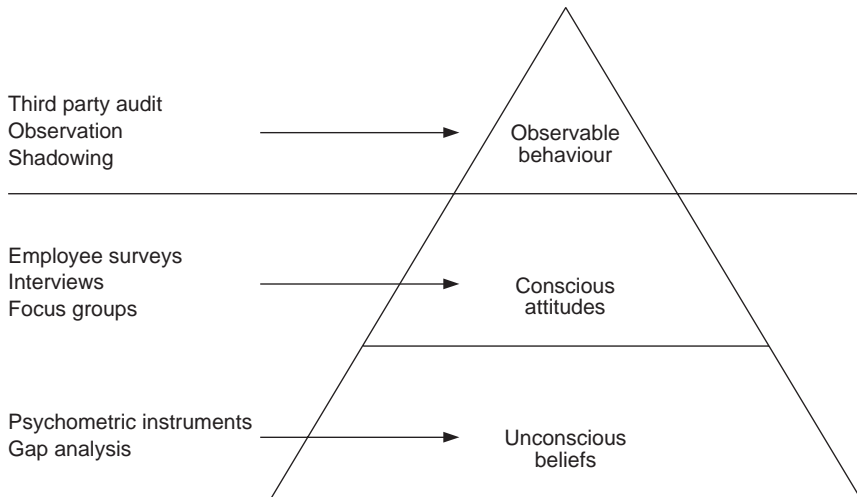 Third party audit
Observation
Shadowing
Observable
behaviour
Employee surveys
Interviews
Focus groups
Conscious
attitudes
Psychometric instruments
Gap analysis
Unconscious
beliefs